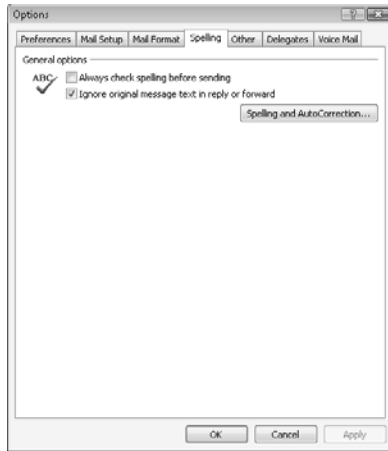 Options
Preferences Mail Setup Mail Format Spelling Other Delegates Voice Mail
General options
ABC Always check spelling before sending
Ignore original message text in reply or forward
Spelling and AutoCorrection...
OK Cancel Apply